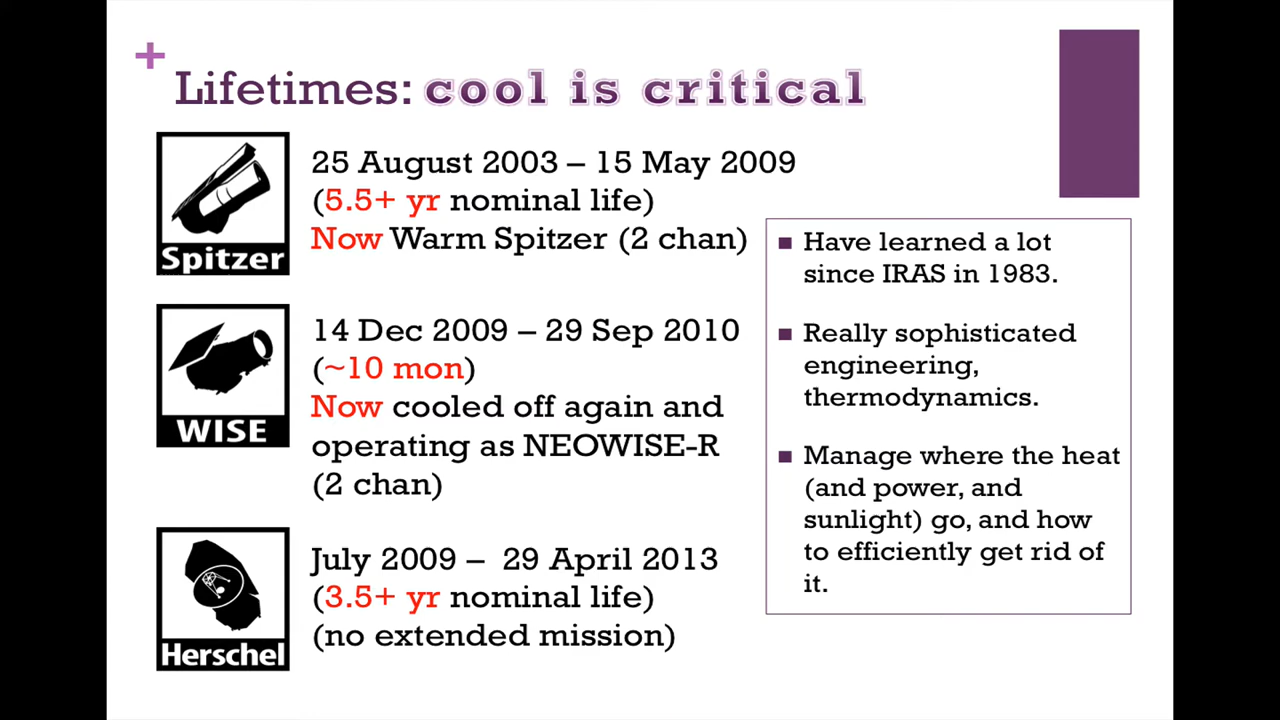 +
Lifetimes: cool is critical
Spitzer
25 August 2003 – 15 May 2009
(5.5+ yr nominal life)
Now Warm Spitzer (2 chan)
WISE
14 Dec 2009 – 29 Sep 2010
(~10 mon)
Now cooled off again and
operating as NEOWISE-R
(2 chan)
Herschel
July 2009 – 29 April 2013
(3.5+ yr nominal life)
(no extended mission)
■ Have learned a lot
since IRAS in 1983.
■ Really sophisticated
engineering,
thermodynamics.
■ Manage where the heat
(and power, and
sunlight) go, and how
to efficiently get rid of
it.